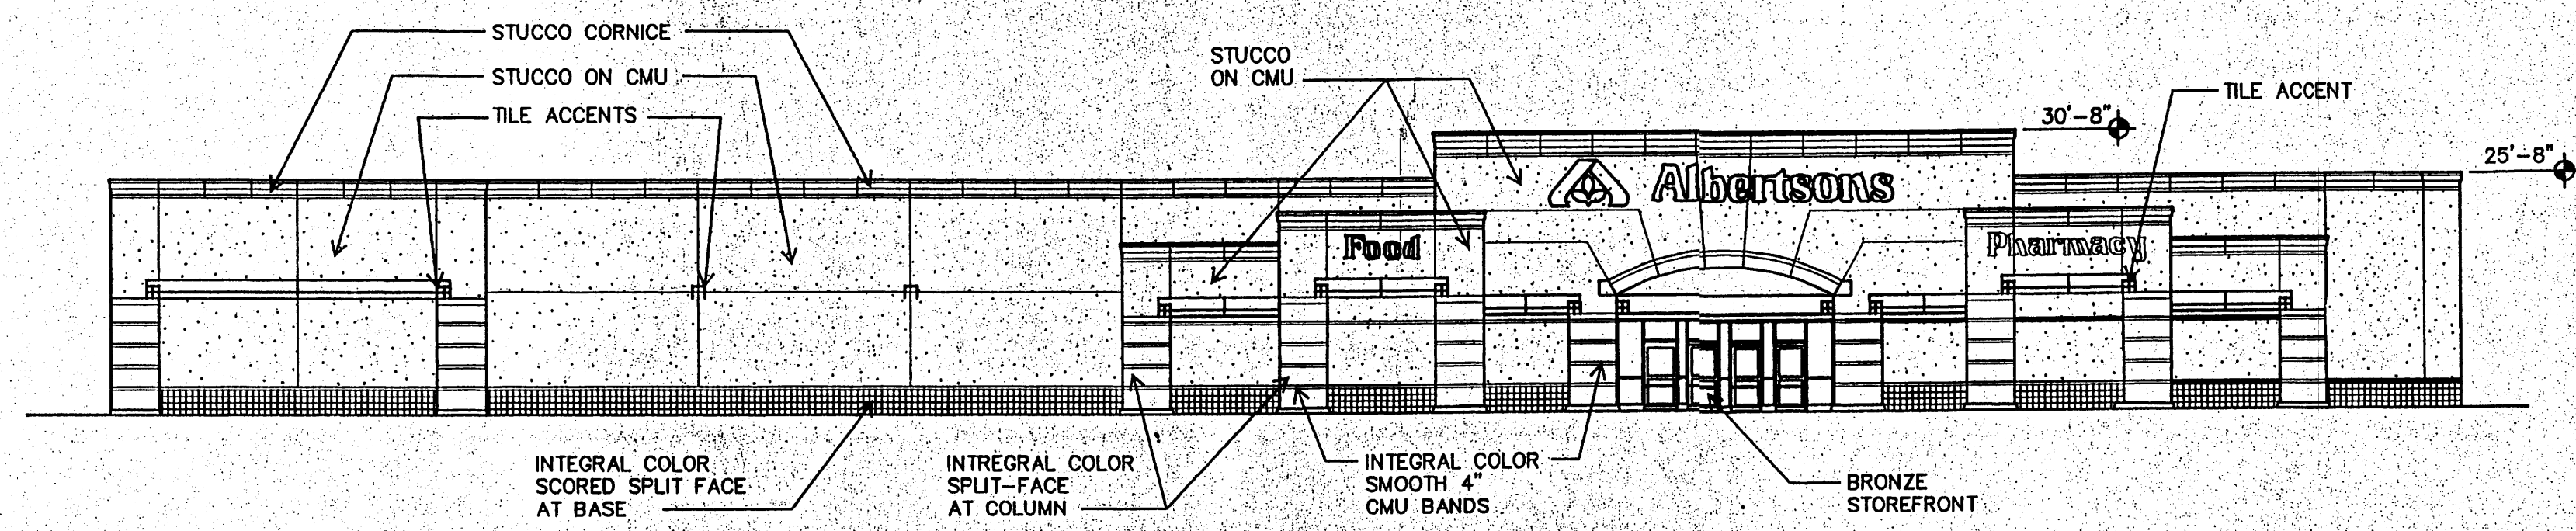 STUCCO CORNICE
STUCCO ON CMU
TILE ACCENTS
STUCCO
ON CMU
TILE ACCENT
30'-8"
25'-8"
Albertsons
Food
Pharmacy
INTEGRAL COLOR
SCORED SPLIT FACE
AT BASE
INTREGRAL COLOR
SPLIT-FACE
AT COLUMN
INTEGRAL COLOR
SMOOTH 4"
CMU BANDS
BRONZE
STOREFRONT